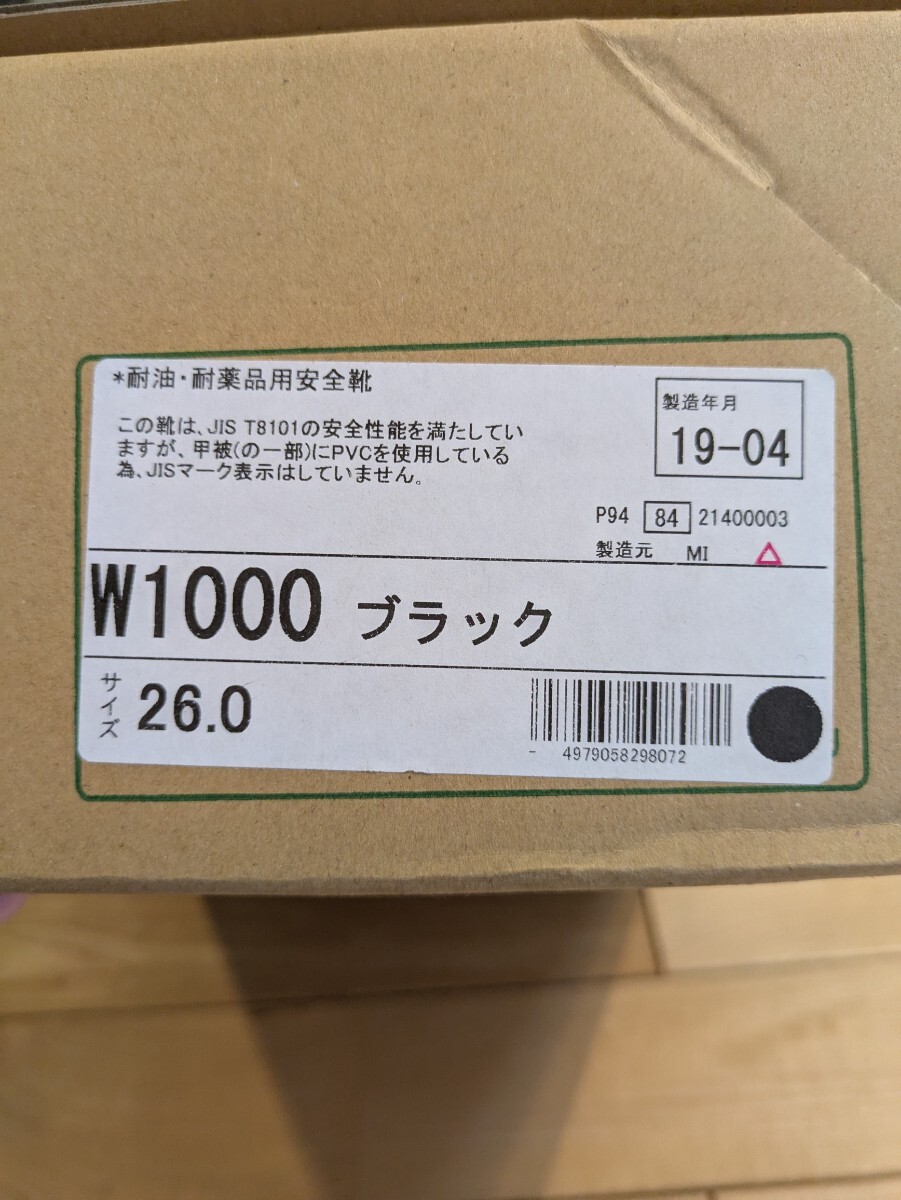 *耐油・耐薬品用安全靴
この靴は、JIS T8101の安全性能を満たしてい
ますが、甲被(の一部)にPVCを使用している
為、JISマーク表示はしていません。
製造年月
19-04
P94 84 21400003
製造元 MI △
W1000 ブラック
サイズ 26.0
- 4979058298072